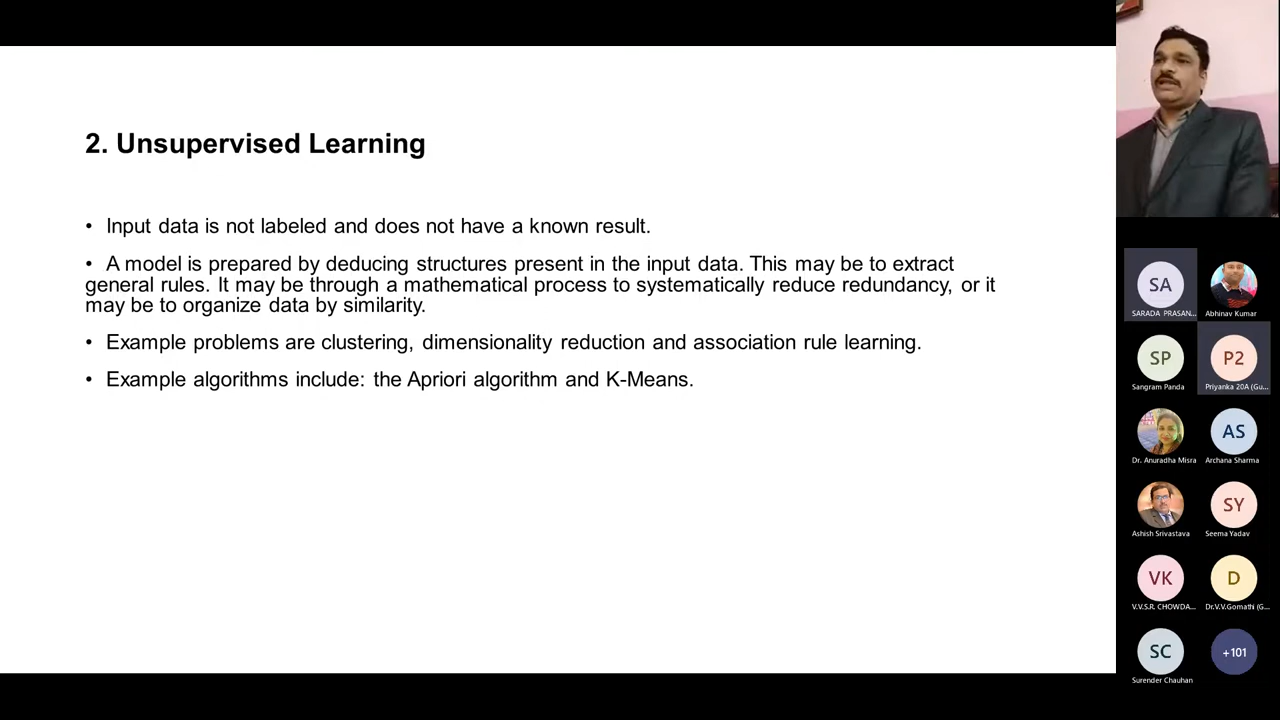 2. Unsupervised Learning
• Input data is not labeled and does not have a known result.
• A model is prepared by deducing structures present in the input data. This may be to extract
general rules. It may be through a mathematical process to systematically reduce redundancy, or it
may be to organize data by similarity.
• Example problems are clustering, dimensionality reduction and association rule learning.
• Example algorithms include: the Apriori algorithm and K-Means.
SA
SARADA PRASAN...
Abhinav Kumar
SP
P2
Sangram Panda
Priyanka 20A (Gu...
AS
Dr. Anuradha Misra
Archana Sharma
SY
Ashish Srivastava
Seema Yadav
VK
D
V.V.S.R. CHOWDA...
Dr.V.V.Gomathi (G...
SC
+101
Surender Chauhan